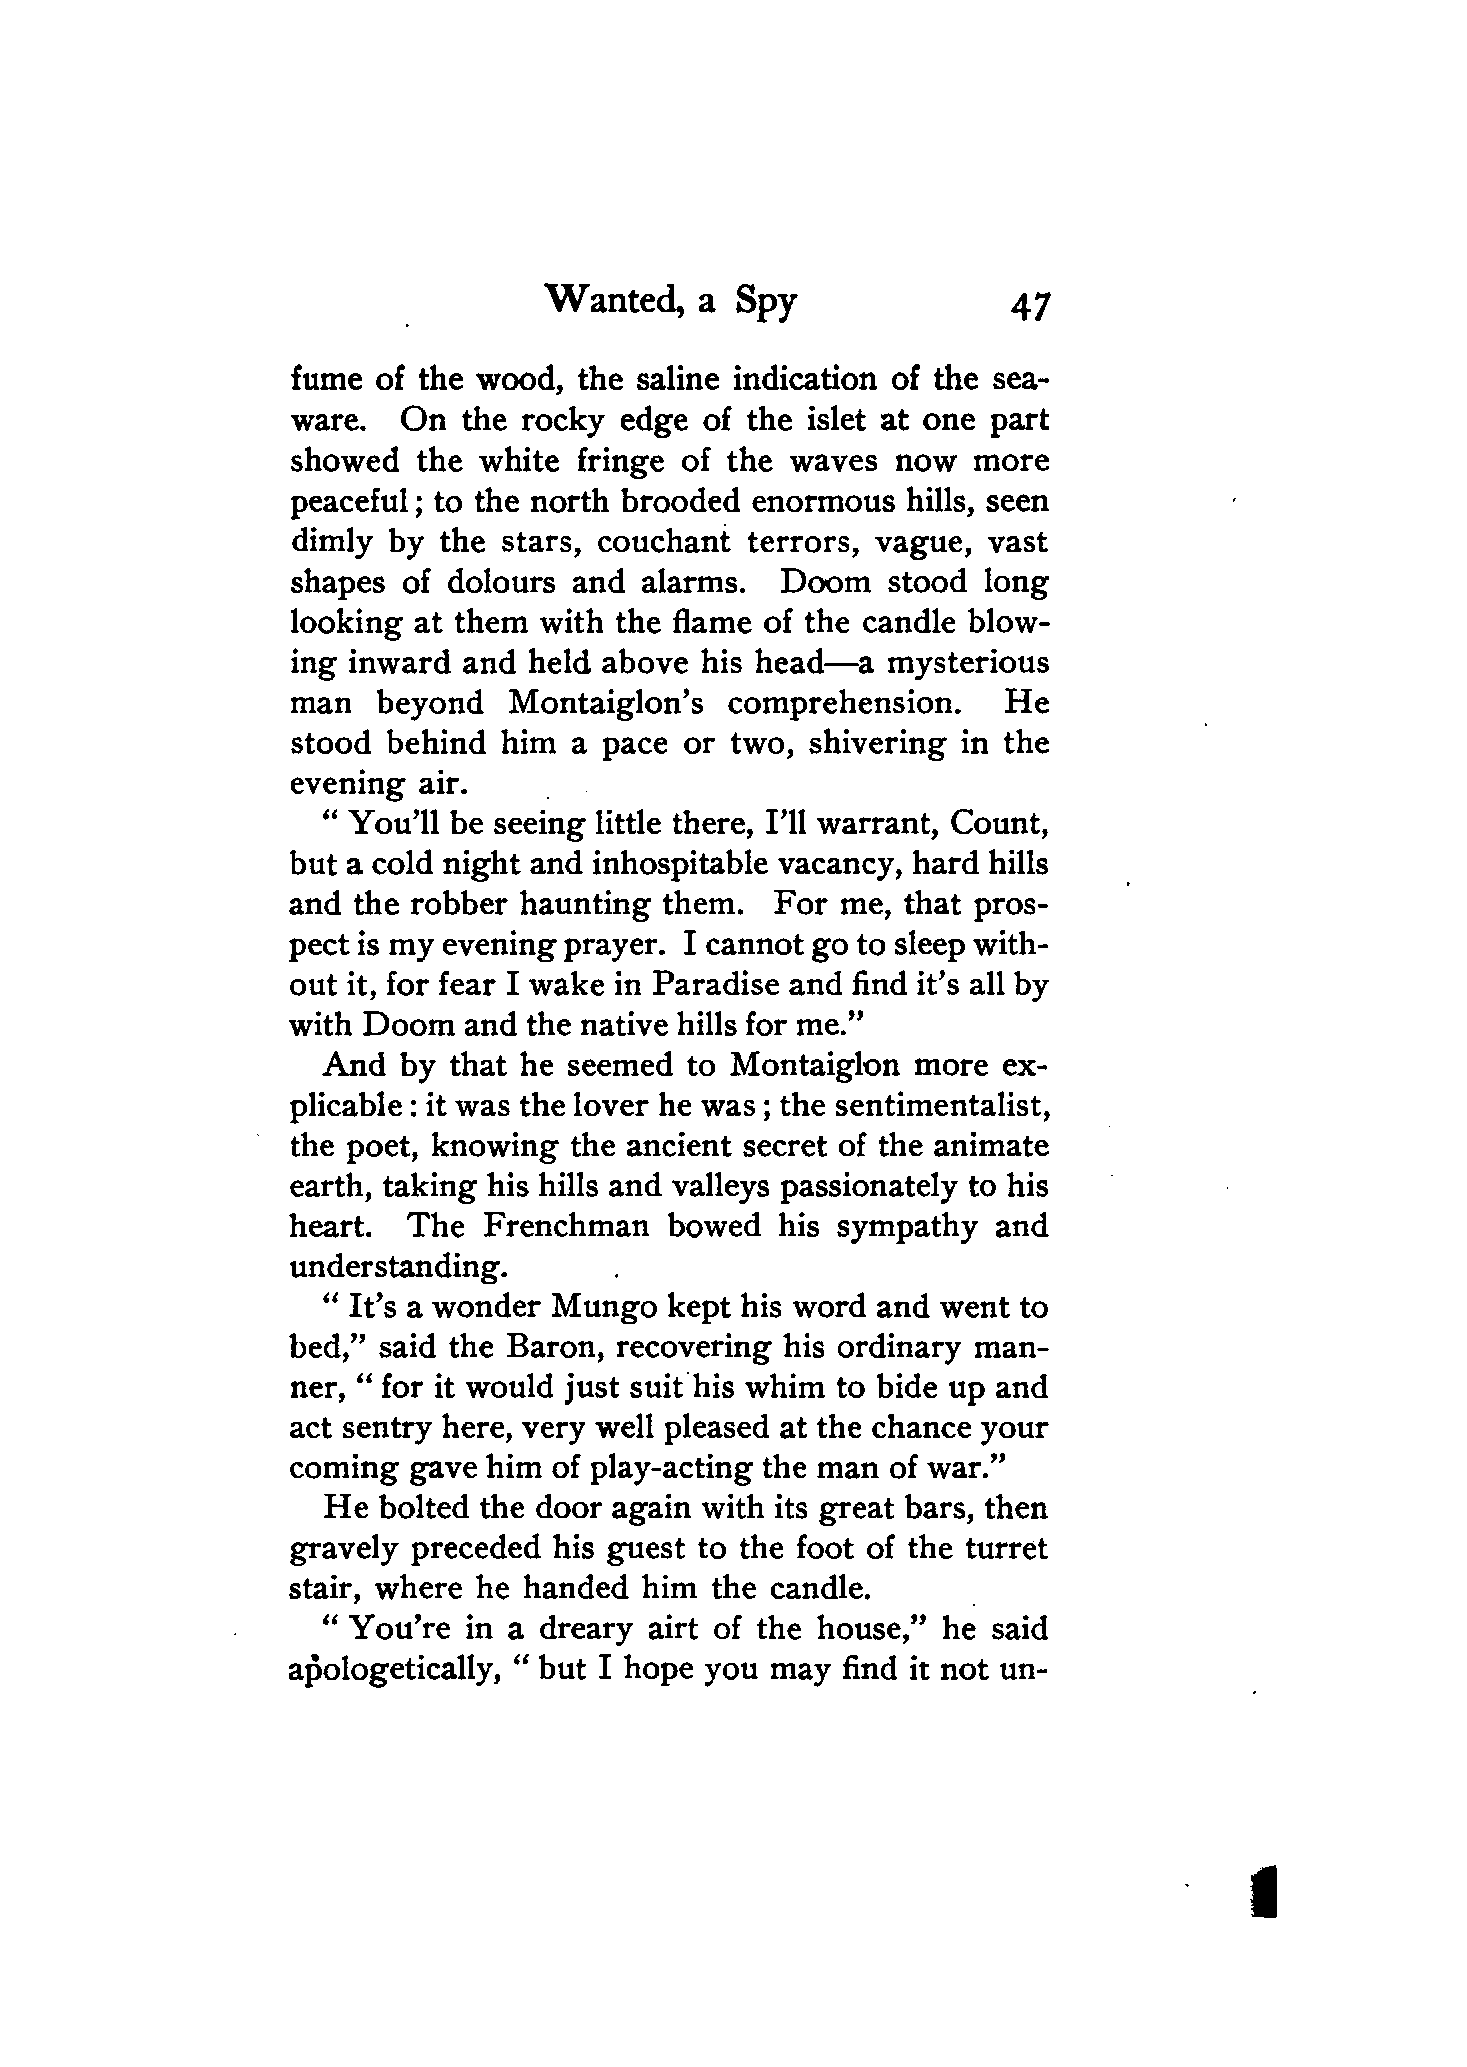 Wanted, a Spy 47
fume of the wood, the saline indication of the sea-
ware. On the rocky edge of the islet at one part
showed the white fringe of the waves now more
peaceful; to the north brooded enormous hills, seen
dimly by the stars, couchant terrors, vague, vast
shapes of dolours and alarms. Doom stood long
looking at them with the flame of the candle blow-
ing inward and held above his head—a mysterious
man beyond Montaiglon's comprehension. He
stood behind him a pace or two, shivering in the
evening air.
"You'll be seeing little there, I'll warrant, Count,
but a cold night and inhospitable vacancy, hard hills
and the robber haunting them. For me, that pros-
pect is my evening prayer. I cannot go to sleep with-
out it, for fear I wake in Paradise and find it's all by
with Doom and the native hills for me."
And by that he seemed to Montaiglon more ex-
plicable: it was the lover he was; the sentimentalist,
the poet, knowing the ancient secret of the animate
earth, taking his hills and valleys passionately to his
heart. The Frenchman bowed his sympathy and
understanding.
"It's a wonder Mungo kept his word and went to
bed," said the Baron, recovering his ordinary man-
ner, "for it would just suit his whim to bide up and
act sentry here, very well pleased at the chance your
coming gave him of play-acting the man of war."
He bolted the door again with its great bars, then
gravely preceded his guest to the foot of the turret
stair, where he handed him the candle.
"You're in a dreary airt of the house," he said
apologetically, "but I hope you may find it not un-